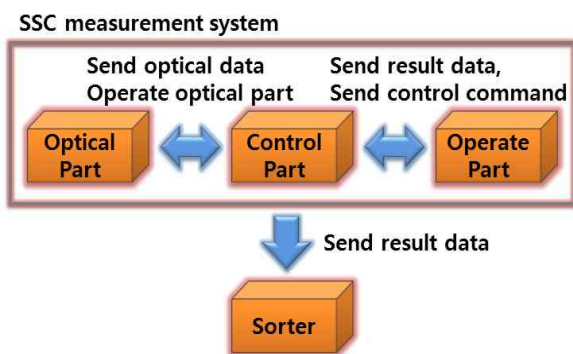 SSC measurement system
Send optical data
Operate optical part
Send result data,
Send control command
Optical
Part
Control
Part
Operate
Part
Send result data
Sorter